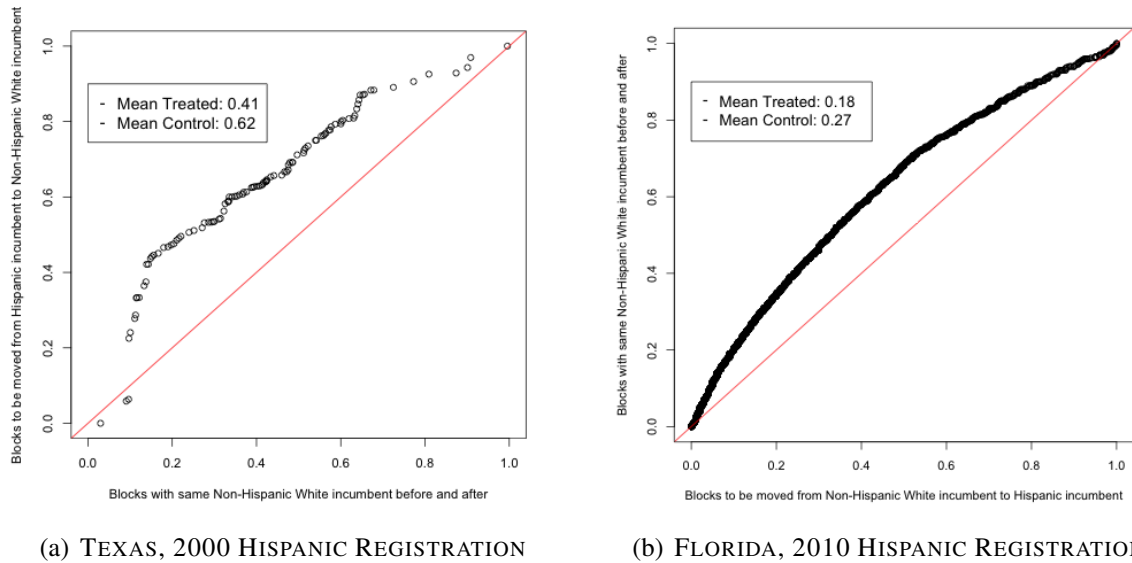 Blocks to be moved from Hispanic incumbent to Non-Hispanic White incumbent
1.0
0.8
0.6
0.4
0.2
0.0
- Mean Treated: 0.41
- Mean Control: 0.62
0.0 0.2 0.4 0.6 0.8 1.0
Blocks with same Non-Hispanic White incumbent before and after
(a) TEXAS, 2000 HISPANIC REGISTRATION
Blocks with same Non-Hispanic White incumbent before and after
1.0
0.8
0.6
0.4
0.2
0.0
- Mean Treated: 0.18
- Mean Control: 0.27
0.0 0.2 0.4 0.6 0.8 1.0
Blocks to be moved from Non-Hispanic White incumbent to Hispanic incumbent
(b) FLORIDA, 2010 HISPANIC REGISTRATION